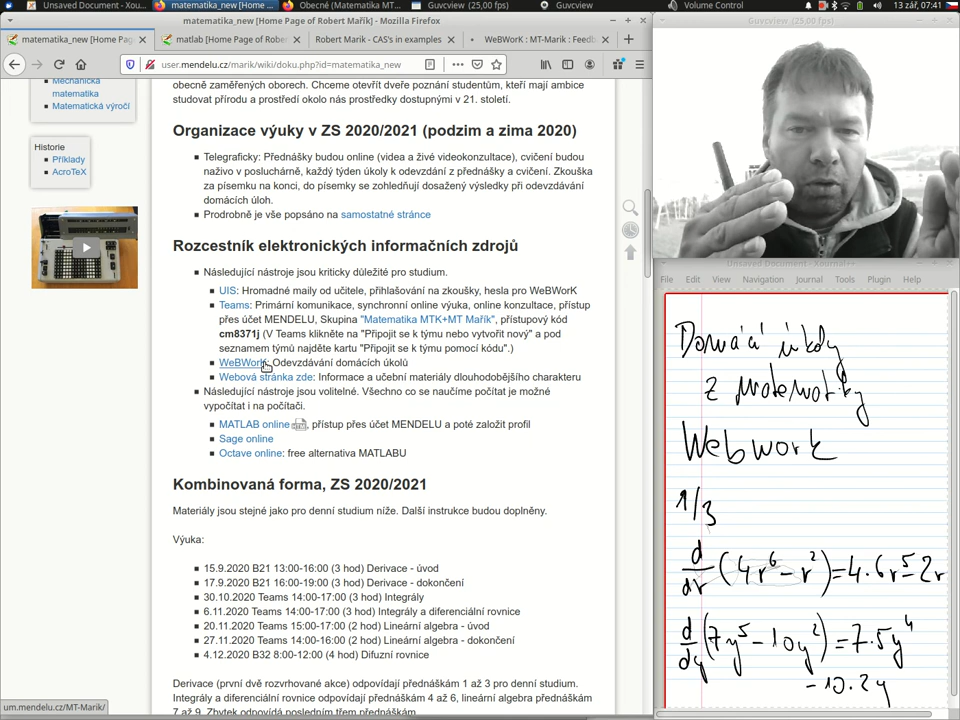 Unsaved Document - Xou...
matematika_new [Home ...
Obecné (Matematika MT...
Guvcview (25,00 fps)
Guvcview
Volume Control
13 zář, 07:41
matematika_new [Home Page of Robert Mařík] - Mozilla Firefox
matematika_new [Home Pag
matlab [Home Page of Rober
Robert Marik - CAS's in examples
WeBWorK : MT-Marik : Feedb
user.mendelu.cz/marik/wiki/doku.php?id=matematika_new
Mechanická
matematika
Matematická výročí
Historie
Příklady
AcroTeX
obecně zaměřených oborech. Chceme otevřít dveře poznání studentům, kteří mají ambice
studovat přírodu a prostředí okolo nás prostředky dostupnými v 21. století.
Organizace výuky v ZS 2020/2021 (podzim a zima 2020)
Telegraficky: Přednášky budou online (videa a živé videokonzultace), cvičení budou
naživo v posluchárně, každý týden úkoly k odevzdání z přednášky a cvičení. Zkouška
za písemku na konci, do písemky se zohledňují dosažený výsledky při odevzdávání
domácích úloh.
Prodrobně je vše popsáno na samostatné stránce
Rozcestník elektronických informačních zdrojů
Následující nástroje jsou kriticky důležité pro studium.
UIS: Hromadné maily od učitele, přihlašování na zkoušky, hesla pro WeBWorK
Teams: Primární komunikace, synchronní online výuka, online konzultace, přístup
přes účet MENDELU, Skupina "Matematika MTK+MT Mařík", přístupový kód
cm8371j (V Teams klikněte na "Připojit se k týmu nebo vytvořit nový" a pod
seznamem týmů najděte kartu "Připojit se k týmu pomocí kódu".)
WeBWorK: Odevzdávání domácích úkolů
Webová stránka zde: Informace a učební materiály dlouhodobějšího charakteru
Následující nástroje jsou volitelné. Všechno co se naučíme počítat je možné
vypočítat i na počítači.
MATLAB online, přístup přes účet MENDELU a poté založit profil
Sage online
Octave online: free alternativa MATLABU
Kombinovaná forma, ZS 2020/2021
Materiály jsou stejné jako pro denní studium níže. Další instrukce budou doplněny.
Výuka:
15.9.2020 B21 13:00-16:00 (3 hod) Derivace - úvod
17.9.2020 B21 16:00-19:00 (3 hod) Derivace - dokončení
30.10.2020 Teams 14:00-17:00 (3 hod) Integrály
6.11.2020 Teams 14:00-17:00 (3 hod) Integrály a diferenciální rovnice
20.11.2020 Teams 15:00-17:00 (2 hod) Lineární algebra - úvod
27.11.2020 Teams 14:00-16:00 (2 hod) Lineární algebra - dokončení
4.12.2020 B32 8:00-12:00 (4 hod) Difuzní rovnice
Derivace (první dvě rozvrhované akce) odpovídají přednáškám 1 až 3 pro denní studium.
Integrály a diferenciální rovnice odpovídají přednáškám 4 až 6, lineární algebra přednáškám
7 až 9. Zbytek odpovídá posledním třem přednáškám.
um.mendelu.cz/MT-Marik/
Guvcview (25,00 fps)
Unsaved Document - Xournal++
File Edit View Navigation Journal Tools Plugin Help
Domácí úkoly
z matematiky
Webwork
1/3
d/dr (4r⁶ - r²) = 4.6r⁵ - 2r
d/dy (7y⁵ - 10y²) = 7.5y⁴
- 10.2y